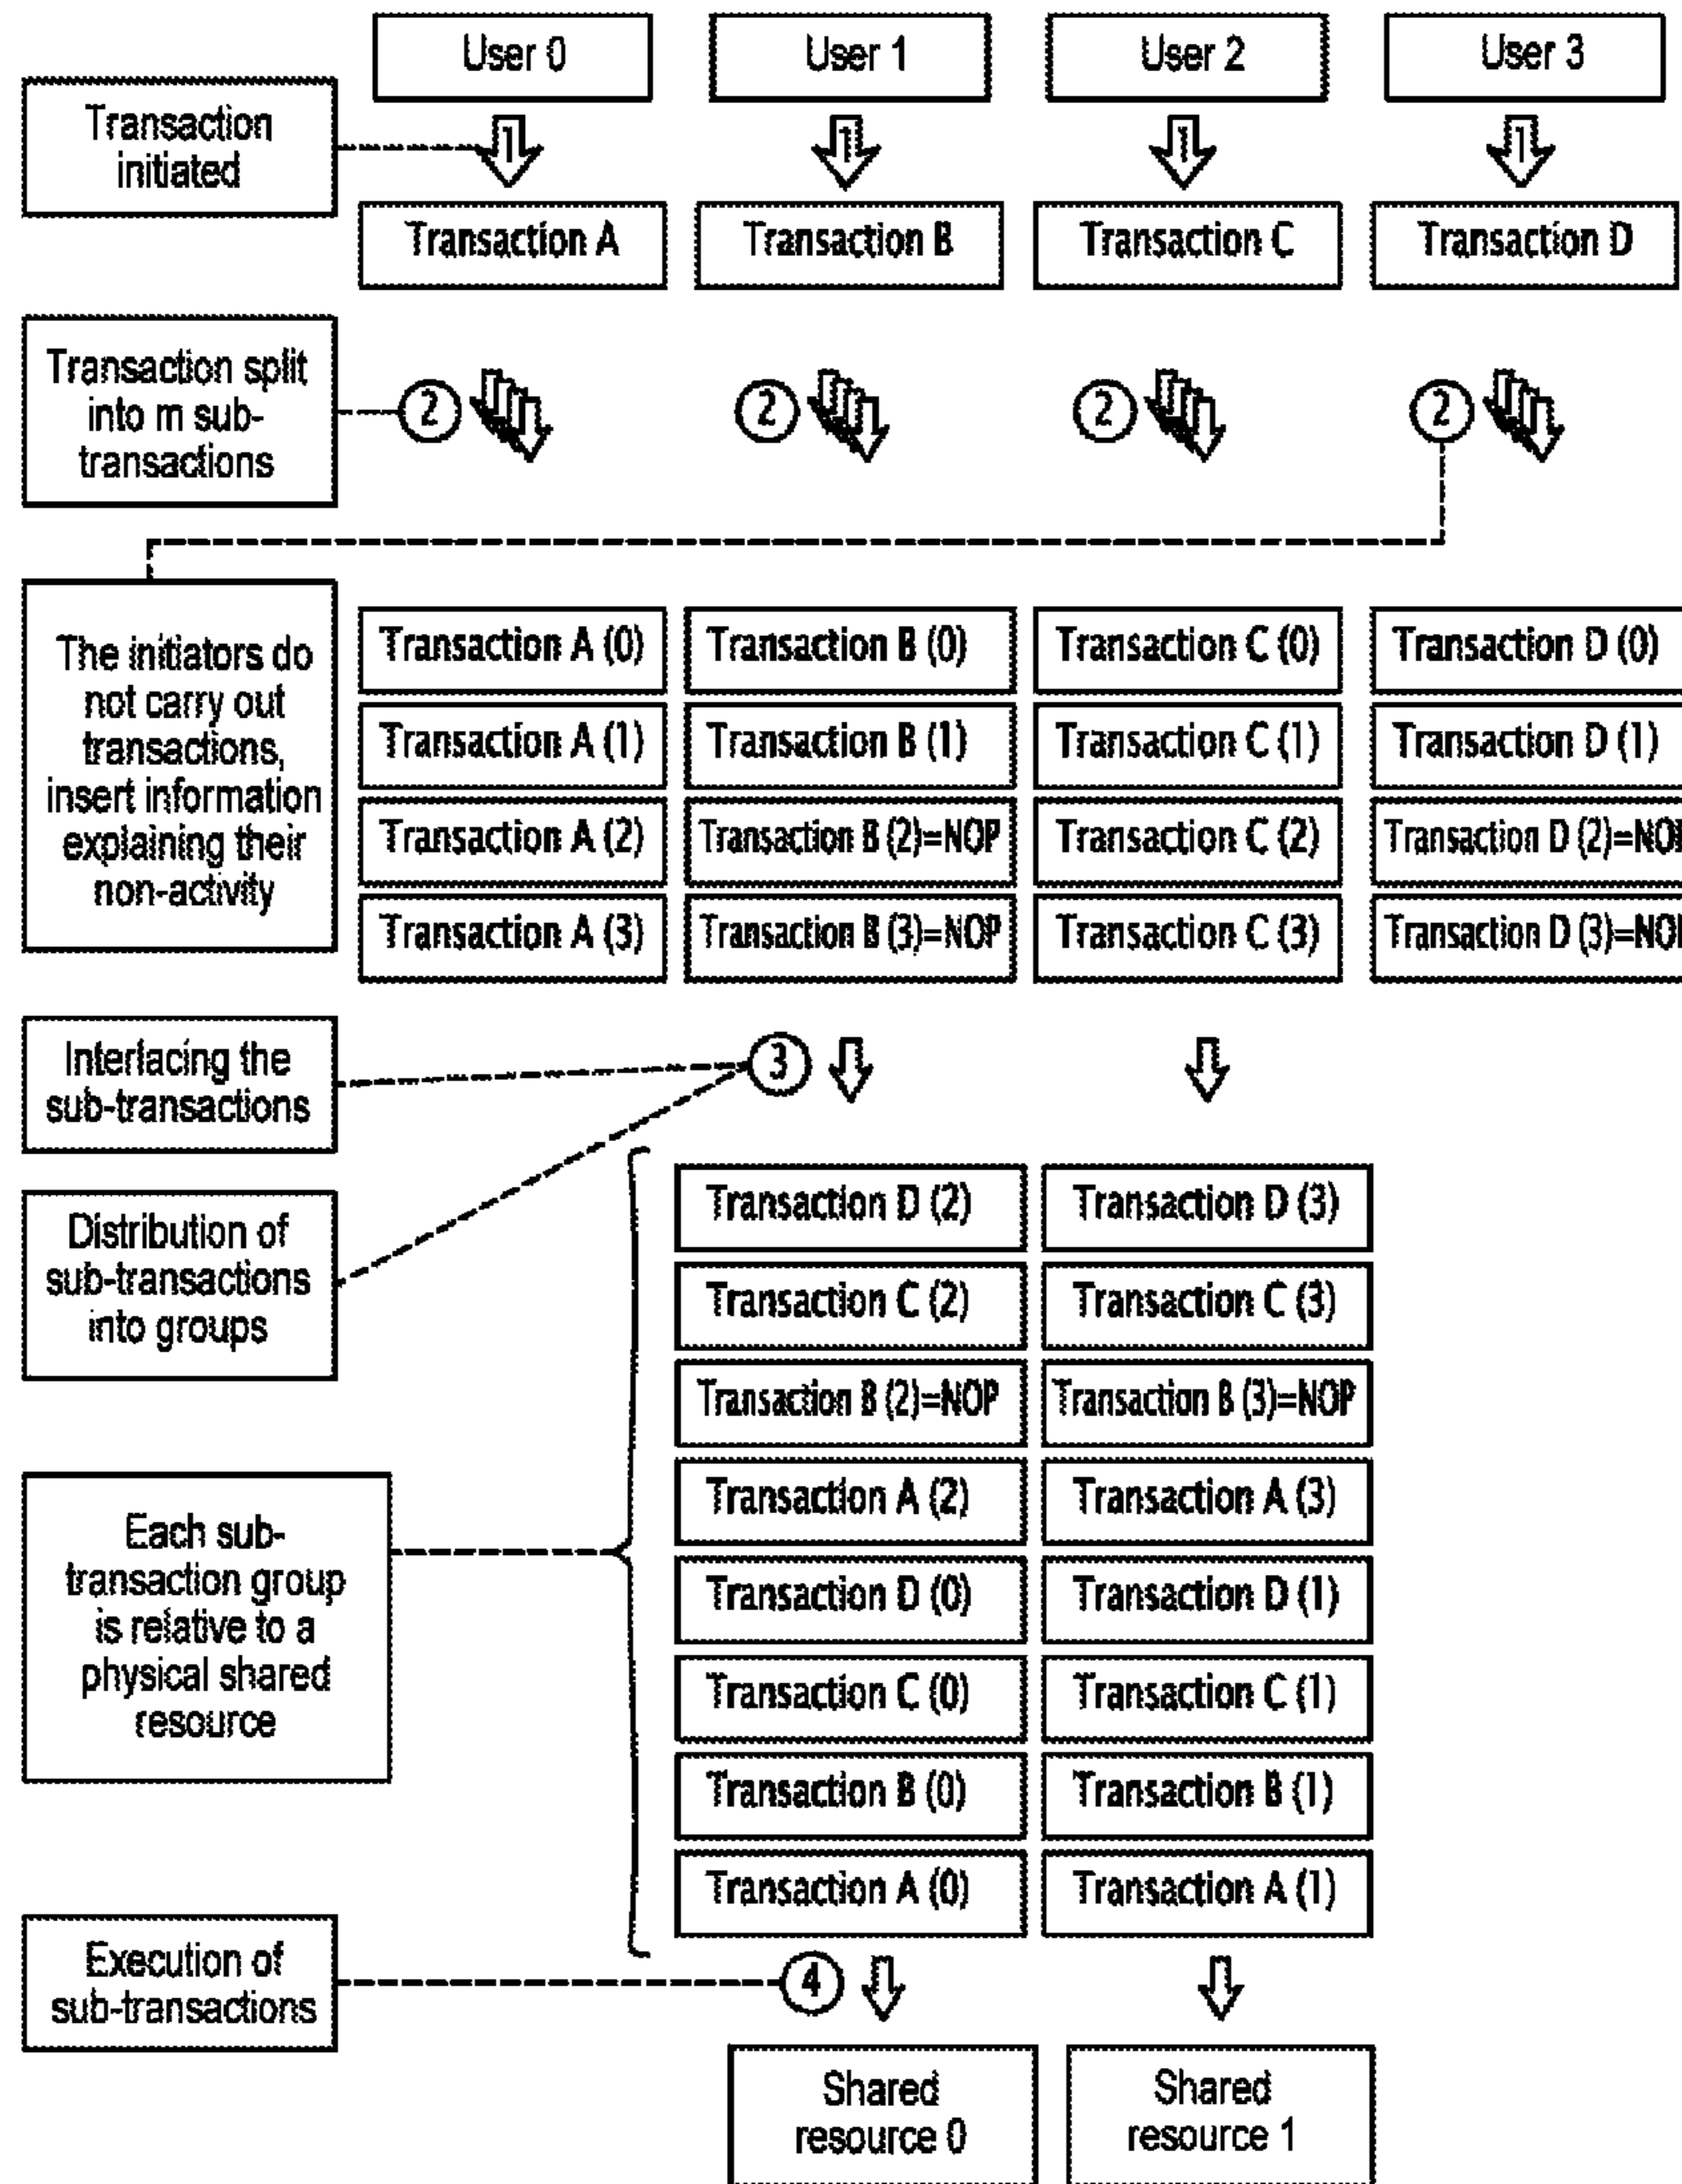 User 0
User 1
User 2
User 3
Transaction
initiated
1
1
1
1
Transaction A
Transaction B
Transaction C
Transaction D
Transaction split
into m sub-
transactions
2
2
2
2
The initiators do
not carry out
transactions,
insert information
explaining their
non-activity
Transaction A (0)
Transaction B (0)
Transaction C (0)
Transaction D (0)
Transaction A (1)
Transaction B (1)
Transaction C (1)
Transaction D (1)
Transaction A (2)
Transaction B (2)=NOP
Transaction C (2)
Transaction D (2)=NO
Transaction A (3)
Transaction B (3)=NOP
Transaction C (3)
Transaction D (3)=NO
Interlacing the
sub-transactions
3
Distribution of
sub-transactions
into groups
Transaction D (2)
Transaction D (3)
Transaction C (2)
Transaction C (3)
Transaction B (2)=NOP
Transaction B (3)=NOP
Each sub-
transaction group
is relative to a
physical shared
resource
Transaction A (2)
Transaction A (3)
Transaction D (0)
Transaction D (1)
Transaction C (0)
Transaction C (1)
Transaction B (0)
Transaction B (1)
Transaction A (0)
Transaction A (1)
Execution of
sub-transactions
4
Shared
resource 0
Shared
resource 1